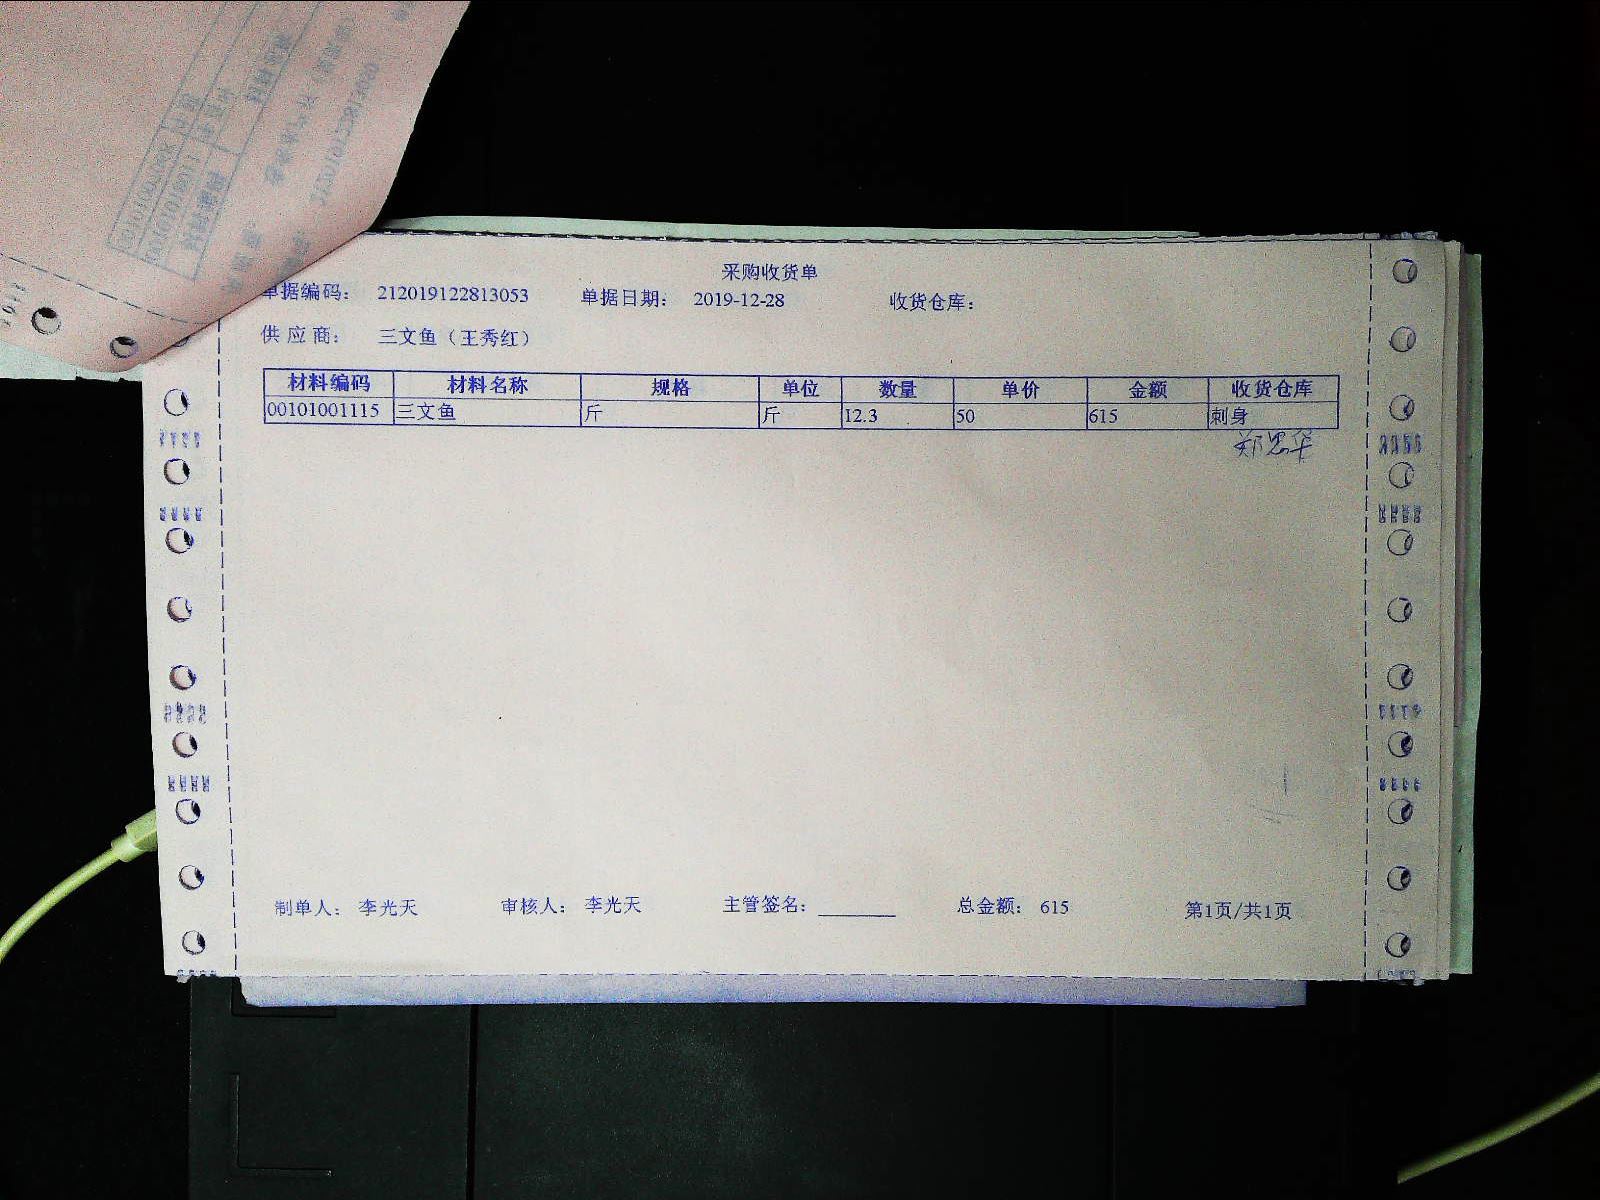 采购收货单
单据编码： 212019122813053 单据日期： 2019-12-28 收货仓库：
供 应 商： 三文鱼（王秀红）
材料编码 材料名称 规格 单位 数量 单价 金额 收货仓库
00101001115 三文鱼 斤 斤 12.3 50 615 刺身
制单人： 李光天 审核人： 李光天 主管签名：________ 总金额： 615 第1页/共1页